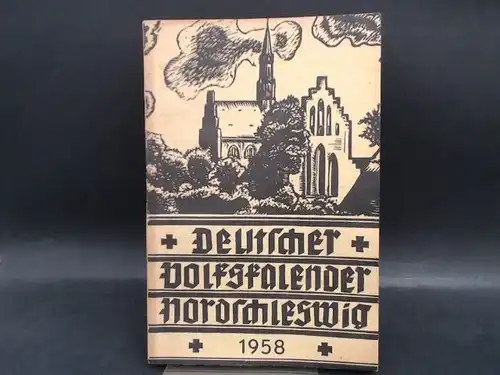 + Deutscher +
Volkskalender
Nordschleswig
+ 1958 +